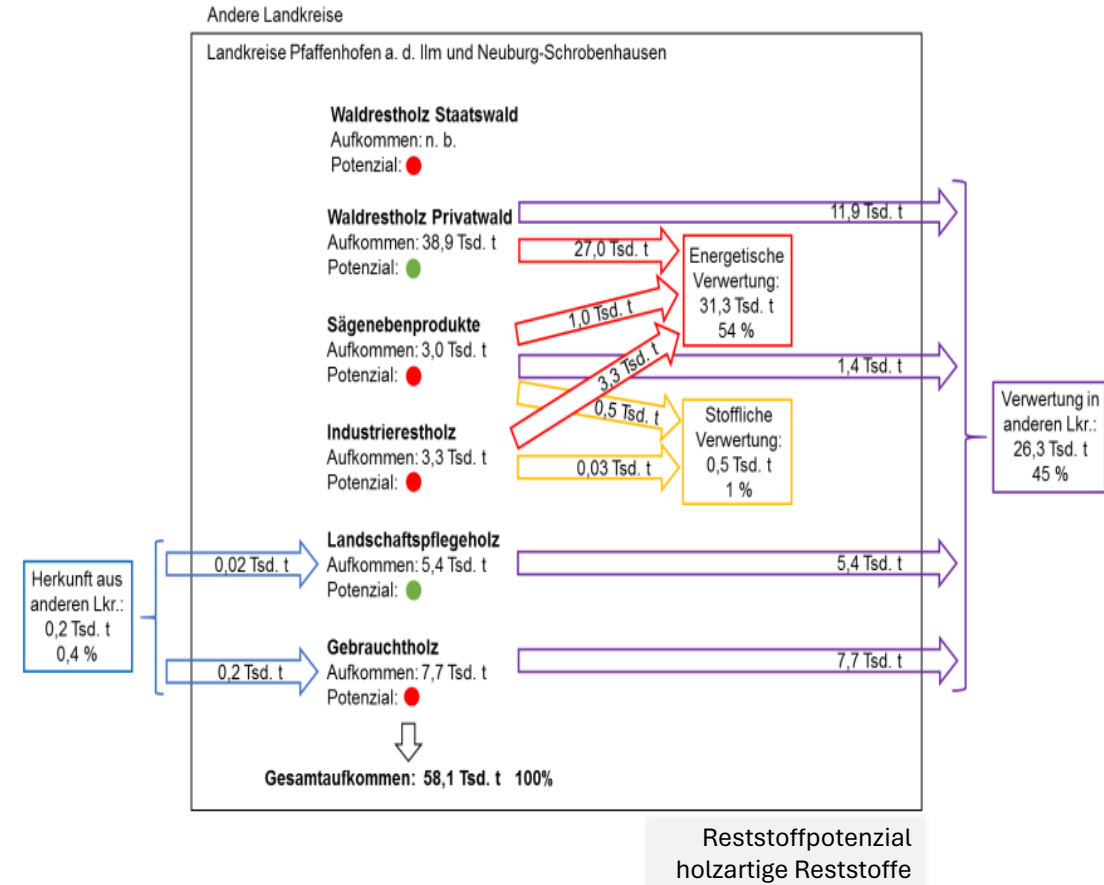 Andere Landkreise
Landkreise Pfaffenhofen a. d. Ilm und Neuburg-Schrobenhausen
Waldrestholz Staatswald
Aufkommen: n. b.
Potenzial:
Waldrestholz Privatwald
Aufkommen: 38,9 Tsd. t
Potenzial:
11,9 Tsd. t
27,0 Tsd. t
Energetische
Verwertung:
31,3 Tsd. t
54 %
Sägenebenprodukte
Aufkommen: 3,0 Tsd. t
Potenzial:
1,0 Tsd. t
1,4 Tsd. t
3,3 Tsd. t
0,5 Tsd. t
Industrierestholz
Aufkommen: 3,3 Tsd. t
Potenzial:
0,03 Tsd. t
Stoffliche
Verwertung:
0,5 Tsd. t
1 %
Verwertung in
anderen Lkr.:
26,3 Tsd. t
45 %
Landschaftspflegeholz
Aufkommen: 5,4 Tsd. t
Potenzial:
0,02 Tsd. t
5,4 Tsd. t
Herkunft aus
anderen Lkr.:
0,2 Tsd. t
0,4 %
Gebrauchtholz
Aufkommen: 7,7 Tsd. t
Potenzial:
0,2 Tsd. t
7,7 Tsd. t
Gesamtaufkommen: 58,1 Tsd. t 100%
Reststoffpotenzial
holzartige Reststoffe